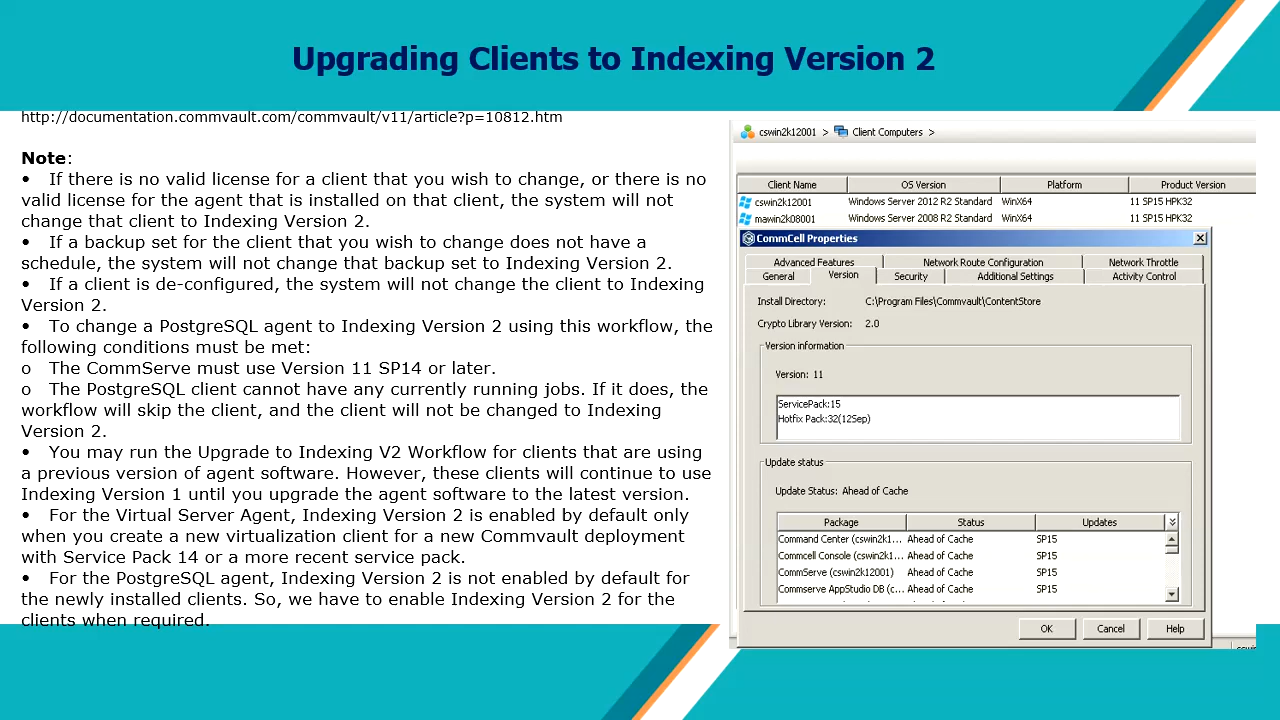 Upgrading Clients to Indexing Version 2
http://documentation.commvault.com/commvault/v11/article?p=10812.htm
Note:
• If there is no valid license for a client that you wish to change, or there is no
valid license for the agent that is installed on that client, the system will not
change that client to Indexing Version 2.
• If a backup set for the client that you wish to change does not have a
schedule, the system will not change that backup set to Indexing Version 2.
• If a client is de-configured, the system will not change the client to Indexing
Version 2.
• To change a PostgreSQL agent to Indexing Version 2 using this workflow, the
following conditions must be met:
o The CommServe must use Version 11 SP14 or later.
o The PostgreSQL client cannot have any currently running jobs. If it does, the
workflow will skip the client, and the client will not be changed to Indexing
Version 2.
• You may run the Upgrade to Indexing V2 Workflow for clients that are using
a previous version of agent software. However, these clients will continue to use
Indexing Version 1 until you upgrade the agent software to the latest version.
• For the Virtual Server Agent, Indexing Version 2 is enabled by default only
when you create a new virtualization client for a new Commvault deployment
with Service Pack 14 or a more recent service pack.
• For the PostgreSQL agent, Indexing Version 2 is not enabled by default for
the newly installed clients. So, we have to enable Indexing Version 2 for the
clients when required.
cswin2k12001 > Client Computers >
Client Name OS Version Platform Product Version
cswin2k12001 Windows Server 2012 R2 Standard WinX64 11 SP15 HPK32
mawin2k08001 Windows Server 2008 R2 Standard WinX64 11 SP15 HPK32
CommCell Properties
Advanced Features Network Route Configuration Network Throttle
General Version Security Additional Settings Activity Control
Install Directory: C:\Program Files\Commvault\ContentStore
Crypto Library Version: 2.0
Version information
Version: 11
ServicePack:15
Hotfix Pack:32(12Sep)
Update status
Update Status: Ahead of Cache
Package Status Updates
Command Center (cswin2k1... Ahead of Cache SP15
Commcell Console (cswin2k1... Ahead of Cache SP15
CommServe (cswin2k12001) Ahead of Cache SP15
Commserve AppStudio DB (c... Ahead of Cache SP15
OK Cancel Help